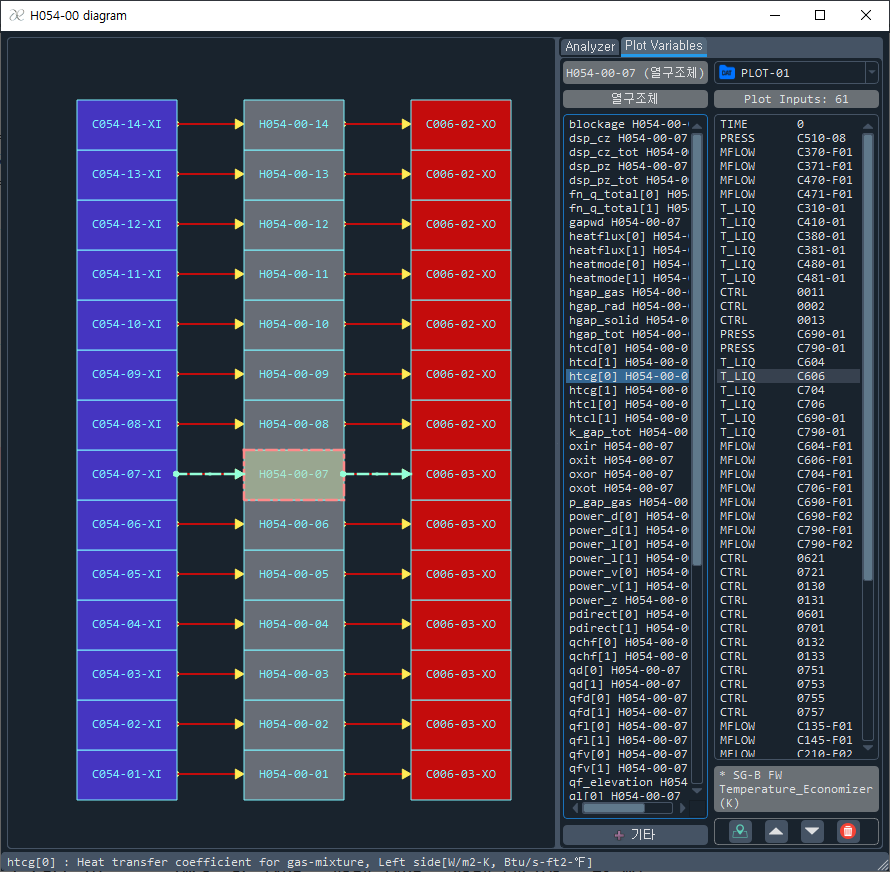 H054-00 diagram
Analyzer Plot Variables
H054-00-07 (열구조체) PLOT-01
열구조체 Plot Inputs: 61
C054-14-XI H054-00-14 C006-02-XO
C054-13-XI H054-00-13 C006-02-XO
C054-12-XI H054-00-12 C006-02-XO
C054-11-XI H054-00-11 C006-02-XO
C054-10-XI H054-00-10 C006-02-XO
C054-09-XI H054-00-09 C006-02-XO
C054-08-XI H054-00-08 C006-02-XO
C054-07-XI H054-00-07 C006-03-XO
C054-06-XI H054-00-06 C006-03-XO
C054-05-XI H054-00-05 C006-03-XO
C054-04-XI H054-00-04 C006-03-XO
C054-03-XI H054-00-03 C006-03-XO
C054-02-XI H054-00-02 C006-03-XO
C054-01-XI H054-00-01 C006-03-XO
blockage H054-00-
dsp_cz H054-00-07
dsp_cz_tot H054-0
dsp_pz H054-00-07
dsp_pz_tot H054-0
fn_q_total[0] H05
fn_q_total[1] H05
gapwd H054-00-07
heatflux[0] H054-
heatflux[1] H054-
heatmode[0] H054-
heatmode[1] H054-
hgap_gas H054-00-
hgap_rad H054-00-
hgap_solid H054-0
hgap_tot H054-00-
htcd[0] H054-00-0
htcd[1] H054-00-0
htcg[0] H054-00-0
htcg[1] H054-00-0
htcl[0] H054-00-0
htcl[1] H054-00-0
k_gap_tot H054-00
oxir H054-00-07
oxit H054-00-07
oxor H054-00-07
oxot H054-00-07
p_gap_gas H054-00
power_d[0] H054-0
power_d[1] H054-0
power_l[0] H054-0
power_l[1] H054-0
power_v[0] H054-0
power_v[1] H054-0
power_z H054-00-0
pdirect[0] H054-0
pdirect[1] H054-0
qchf[0] H054-00-0
qchf[1] H054-00-0
qd[0] H054-00-07
qd[1] H054-00-07
qfd[0] H054-00-07
qfd[1] H054-00-07
qfl[0] H054-00-07
qfl[1] H054-00-07
qfv[0] H054-00-07
qfv[1] H054-00-07
qf_elevation H054
ql[0] H054-00-07
TIME 0
PRESS C510-08
MFLOW C370-F01
MFLOW C371-F01
MFLOW C470-F01
MFLOW C471-F01
T_LIQ C310-01
T_LIQ C410-01
T_LIQ C380-01
T_LIQ C381-01
T_LIQ C480-01
T_LIQ C481-01
CTRL 0011
CTRL 0002
CTRL 0013
PRESS C690-01
PRESS C790-01
T_LIQ C604
T_LIQ C606
T_LIQ C704
T_LIQ C706
T_LIQ C690-01
T_LIQ C790-01
MFLOW C604-F01
MFLOW C606-F01
MFLOW C704-F01
MFLOW C706-F01
MFLOW C690-F01
MFLOW C690-F02
MFLOW C790-F01
MFLOW C790-F02
CTRL 0621
CTRL 0721
CTRL 0130
CTRL 0131
CTRL 0601
CTRL 0701
CTRL 0132
CTRL 0133
CTRL 0751
CTRL 0753
CTRL 0755
CTRL 0757
MFLOW C135-F01
MFLOW C145-F01
MFLOW C210-F02
* SG-B FW
Temperature_Economizer
(K)
+ 기타
htcg[0] : Heat transfer coefficient for gas-mixture, Left side[W/m2-K, Btu/s-ft2-℉]